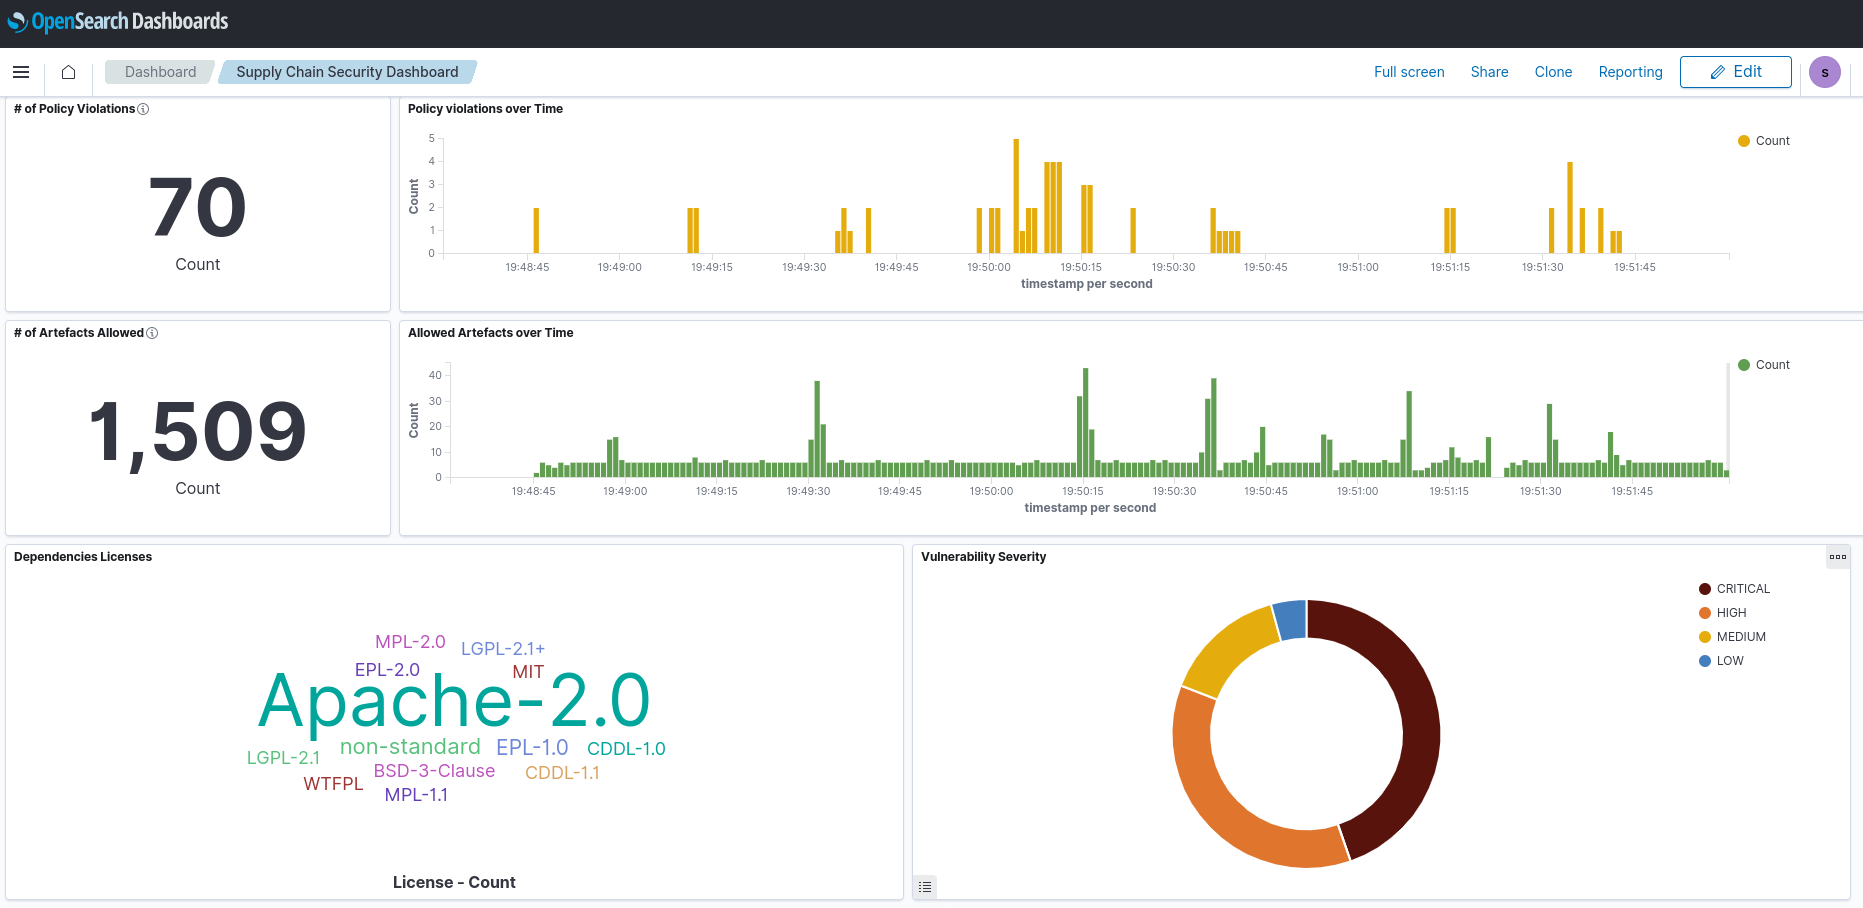 OpenSearch Dashboards
Dashboard
Supply Chain Security Dashboard
Full screen
Share
Clone
Reporting
Edit
s
# of Policy Violations
70
Count
Policy violations over Time
Count
5
4
3
2
1
0
Count
19:48:45
19:49:00
19:49:15
19:49:30
19:49:45
19:50:00
19:50:15
19:50:30
19:50:45
19:51:00
19:51:15
19:51:30
19:51:45
timestamp per second
# of Artefacts Allowed
1,509
Count
Allowed Artefacts over Time
Count
40
30
20
10
0
Count
19:48:45
19:49:00
19:49:15
19:49:30
19:49:45
19:50:00
19:50:15
19:50:30
19:50:45
19:51:00
19:51:15
19:51:30
19:51:45
timestamp per second
Dependencies Licenses
MPL-2.0
LGPL-2.1+
EPL-2.0
MIT
Apache-2.0
LGPL-2.1
non-standard
EPL-1.0
CDDL-1.0
BSD-3-Clause
CDDL-1.1
WTFPL
MPL-1.1
License - Count
Vulnerability Severity
CRITICAL
HIGH
MEDIUM
LOW